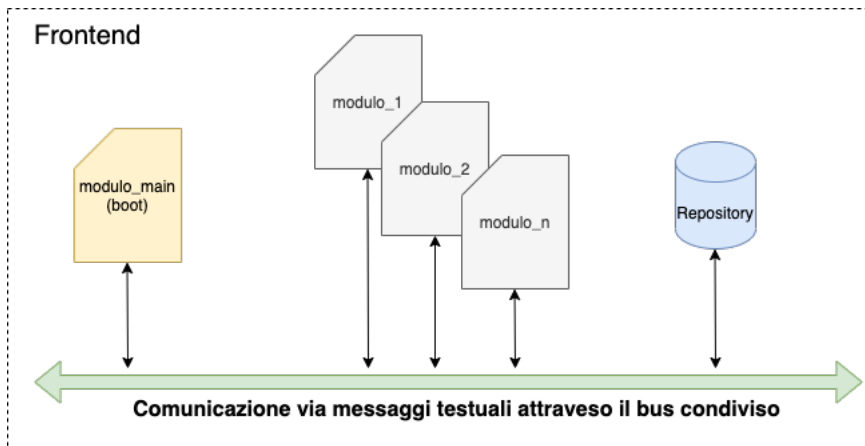 Frontend
modulo_1
modulo_2
modulo_n
modulo_main
(boot)
Repository
Comunicazione via messaggi testuali attraveso il bus condiviso